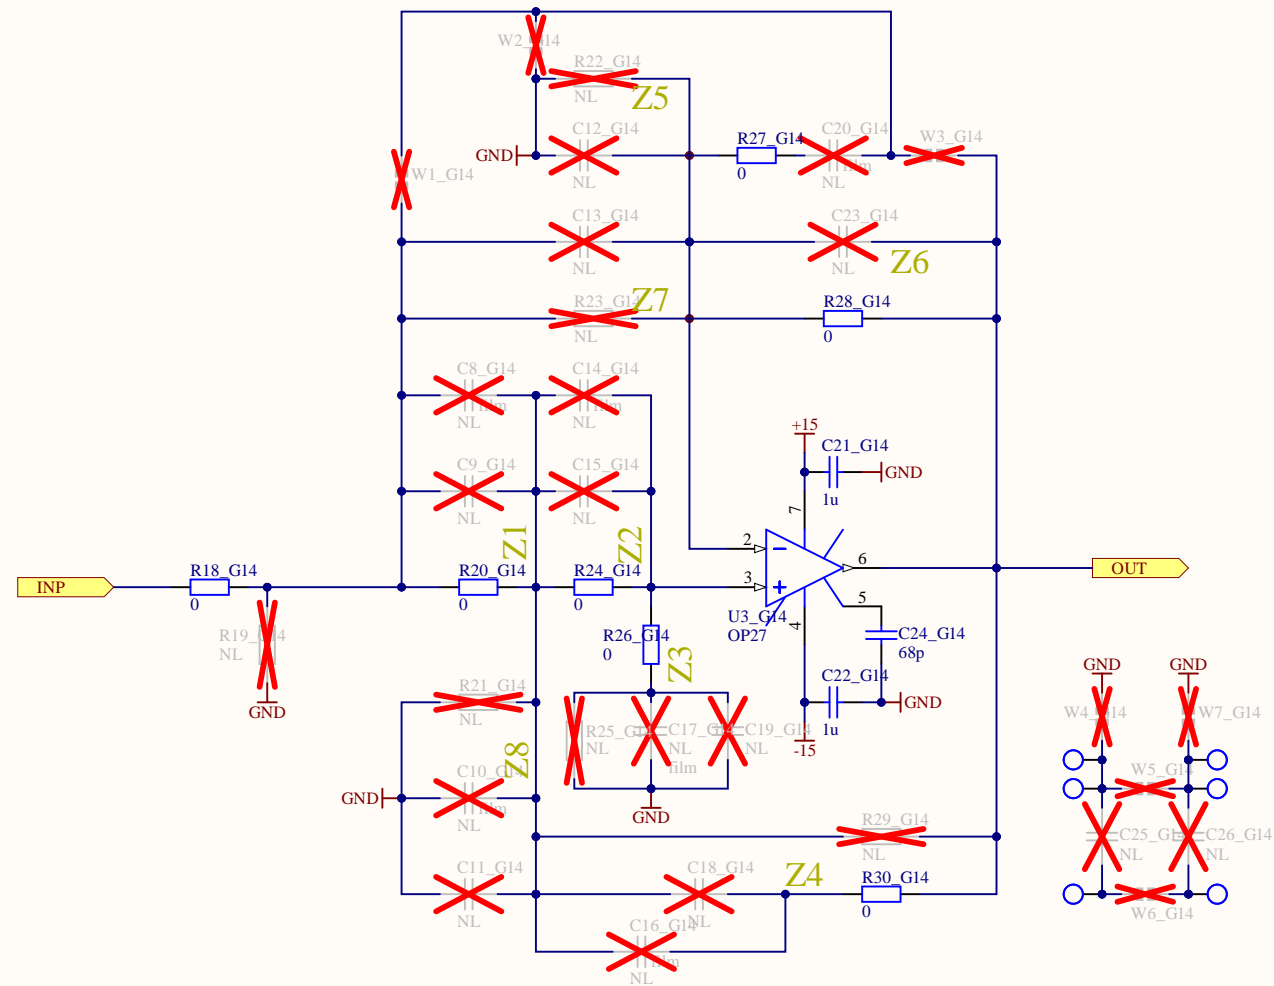 W2_G14
R22_G14
NL
Z5
C12_G14
NL
GND
R27_G14
0
C20_G14
film
NL
W3_G14
W1_G14
C13_G14
NL
C23_G14
NL
Z6
R23_G14
NL
Z7
R28_G14
0
C8_G14
film
NL
C14_G14
film
NL
+15
C21_G14
GND
1u
C9_G14
NL
C15_G14
NL
7
Z1
Z2
2
3
6
5
4
INP
R18_G14
0
R20_G14
0
R24_G14
0
OUT
U3_G14
OP27
R19_G14
NL
GND
R26_G14
0
Z3
C24_G14
68p
C22_G14
GND
1u
-15
R21_G14
NL
Z8
R25_G14
NL
C17_G14
NL
film
C19_G14
NL
GND
GND
C10_G14
film
NL
R29_G14
NL
C11_G14
NL
C18_G14
NL
Z4
R30_G14
0
C16_G14
film
NL
GND
GND
W4_G14
W7_G14
W5_G14
C25_G14
NL
C26_G14
NL
W6_G14